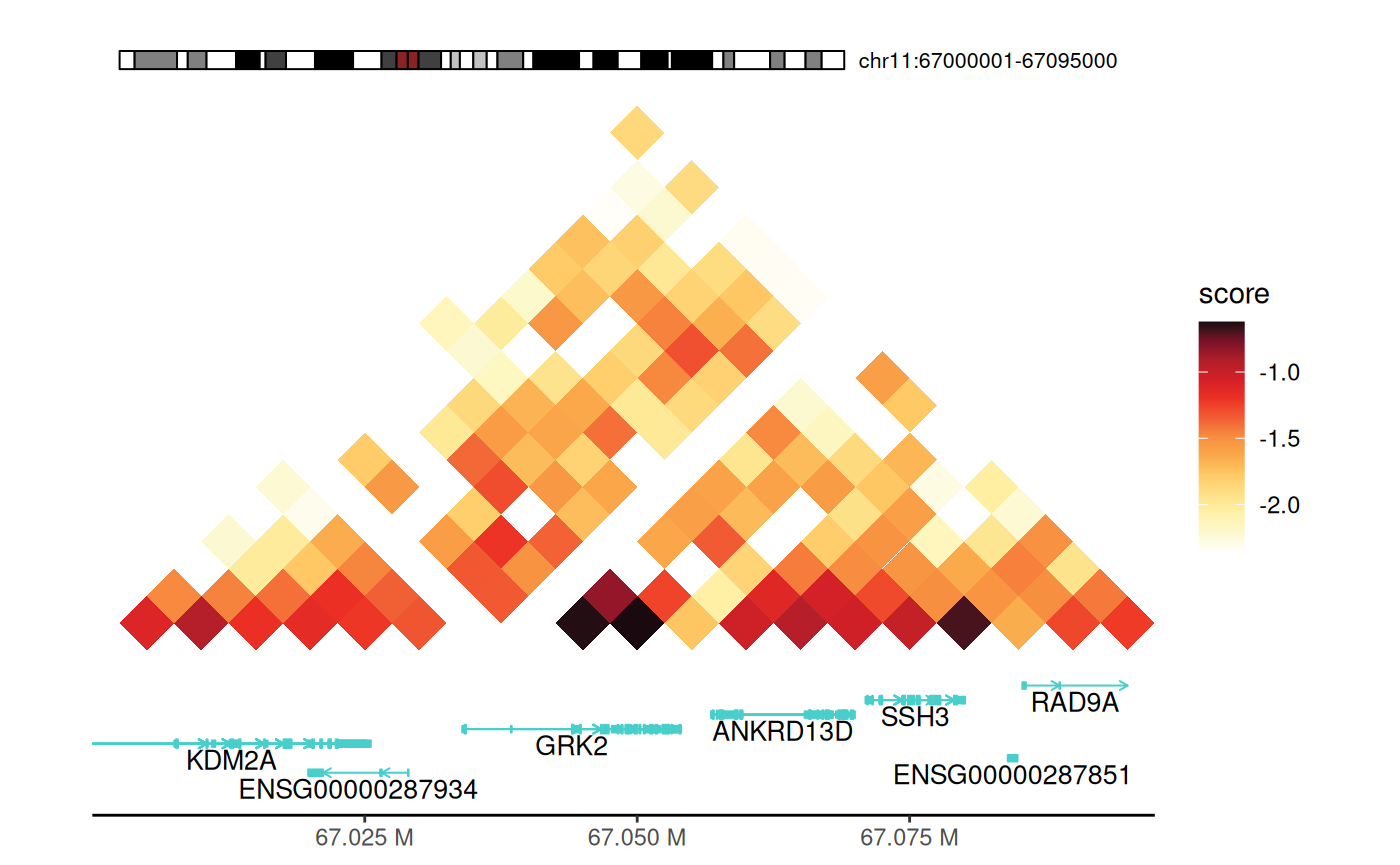 chr11:67000001-67095000
score
-1.0
-1.5
-2.0
RAD9A
SSH3
ANKRD13D
GRK2
KDM2A
ENSG00000287851
ENSG00000287934
67.025 M 67.050 M 67.075 M